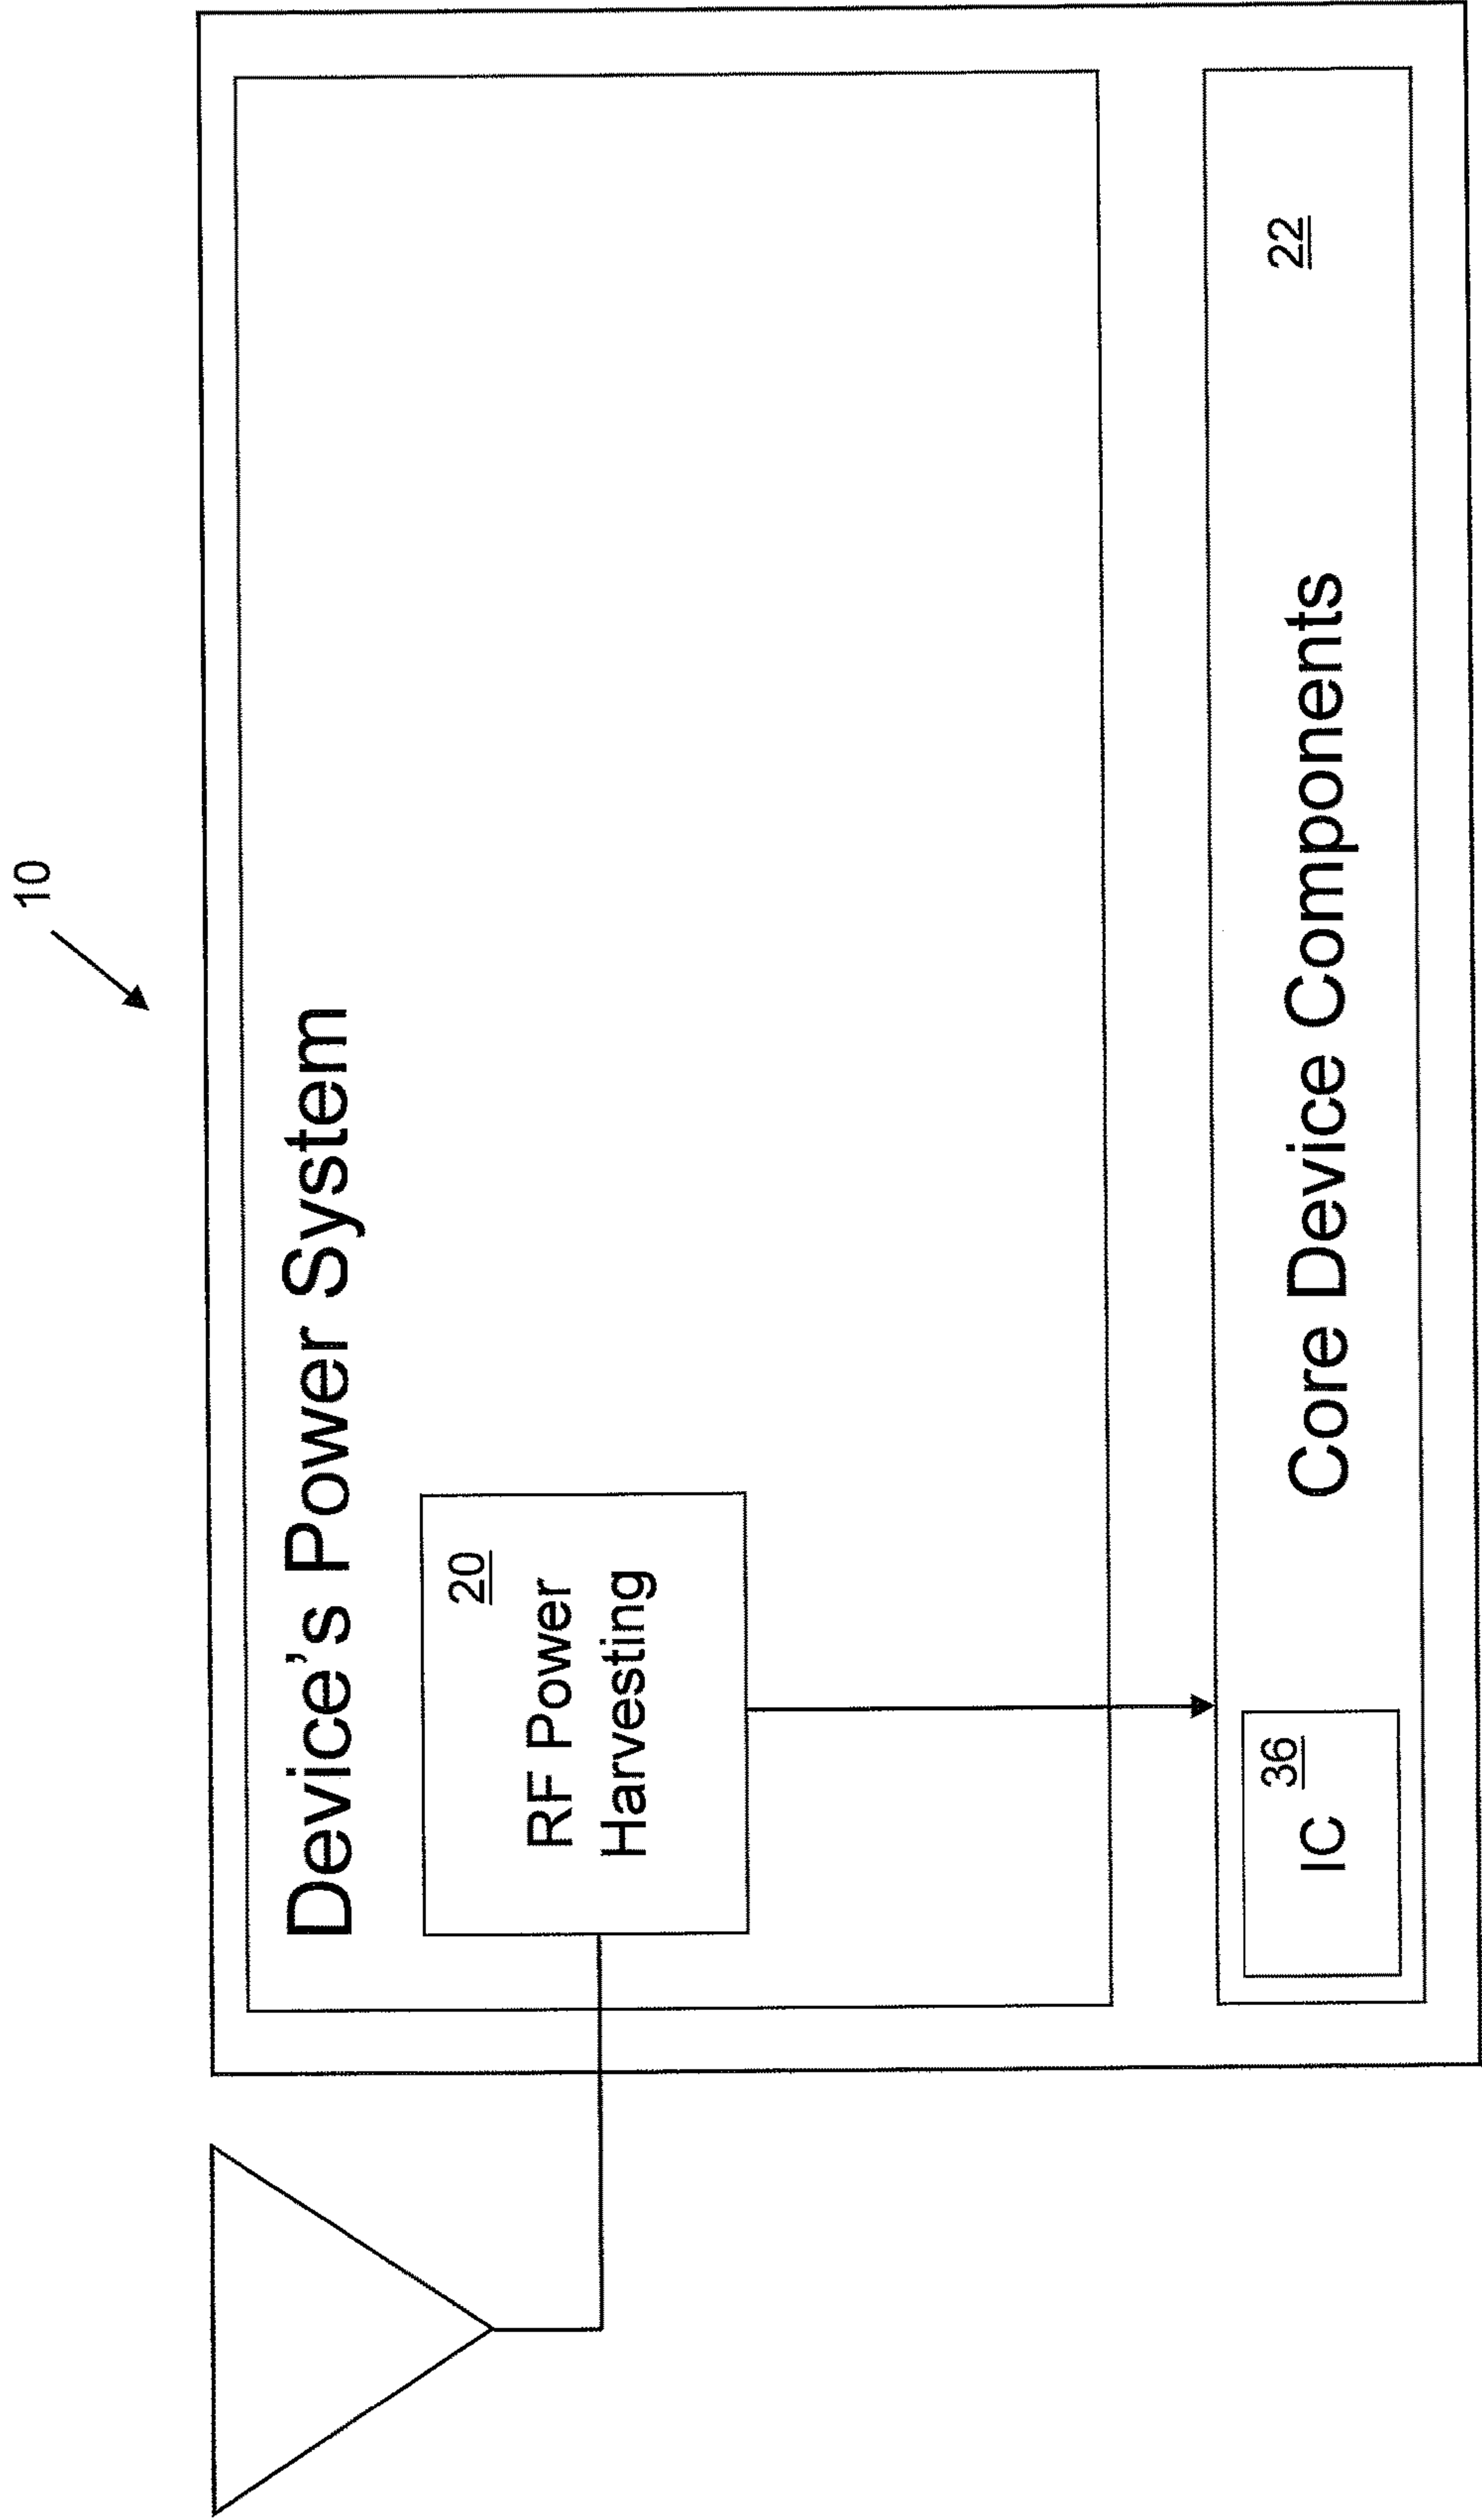 10
Device's Power System
20
RF Power
Harvesting
22
Core Device Components
36
IC